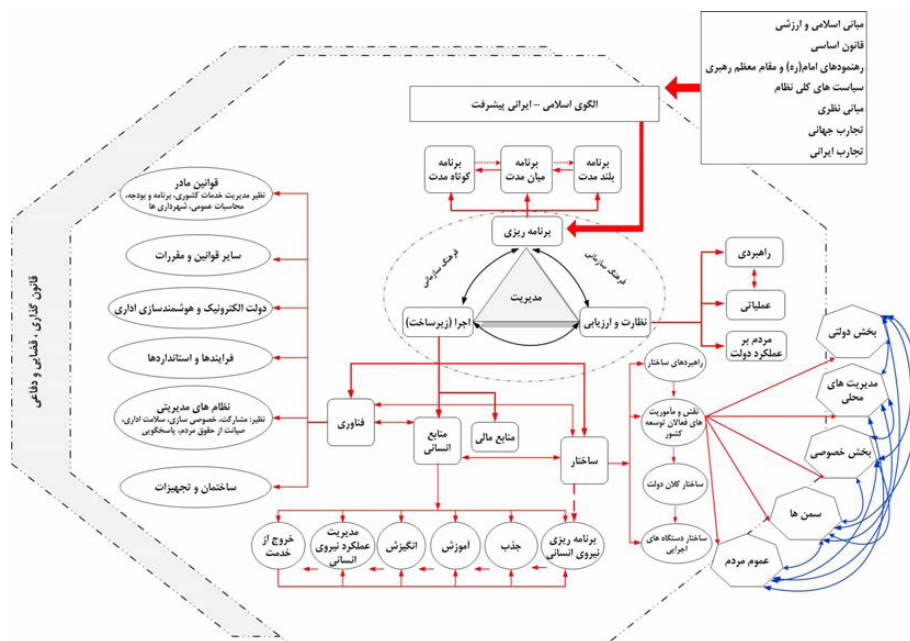 مبانی اسلامی و ارزشی
قانون اساسی
رهنمودهای امام(ره) و مقام معظم رهبری
سیاست های کلی نظام
مبانی نظری
تجارب جهانی
تجارب ایرانی
الگوی اسلامی – ایرانی پیشرفت
برنامه
بلند مدت
برنامه
میان مدت
برنامه
کوتاه مدت
برنامه ریزی
فرهنگ سازمانی
فرهنگ سازمانی
مدیریت
نظارت و ارزیابی
اجرا (زیرساخت)
راهبردی
عملیاتی
مردم بر
عملکرد دولت
بخش دولتی
مدیریت های
محلی
بخش خصوصی
سمن ها
عموم مردم
راهبردهای ساختار
نقش و مأموریت
های فعالان توسعه
کشور
ساختار کلان دولت
ساختار دستگاه های
اجرایی
ساختار
منابع مالی
منابع
انسانی
فناوری
قوانین مادر
نظیر مدیریت خدمات کشوری، برنامه و بودجه،
محاسبات عمومی، شهرداری ها
سایر قوانین و مقررات
دولت الکترونیک و هوشمندسازی اداری
فرایندها و استانداردها
نظام های مدیریتی
نظیر: مشارکت، خصوصی سازی، سلامت اداری،
صیانت از حقوق مردم، پاسخگویی
ساختمان و تجهیزات
برنامه ریزی
نیروی انسانی
جذب
آموزش
انگیزش
مدیریت
عملکرد نیروی
انسانی
خروج از
خدمت
قانون گذاری ، قضایی و دفاعی